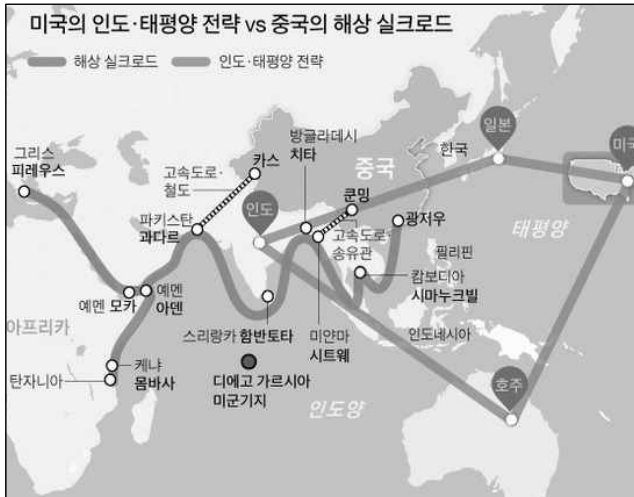 미국의 인도·태평양 전략 vs 중국의 해상 실크로드
해상 실크로드
인도·태평양 전략
그리스
피레우스
고속도로·
철도
카스
방글라데시
치타
중국
한국
일본
미국
파키스탄
과다르
인도
쿤밍
고속도로·
송유관
광저우
태평양
필리핀
캄보디아
시마누크빌
예멘 모카
예멘
아덴
아프리카
스리랑카 함반토타
미얀마
시트웨
인도네시아
케냐
몸바사
탄자니아
디에고 가르시아
미군기지
인도양
호주